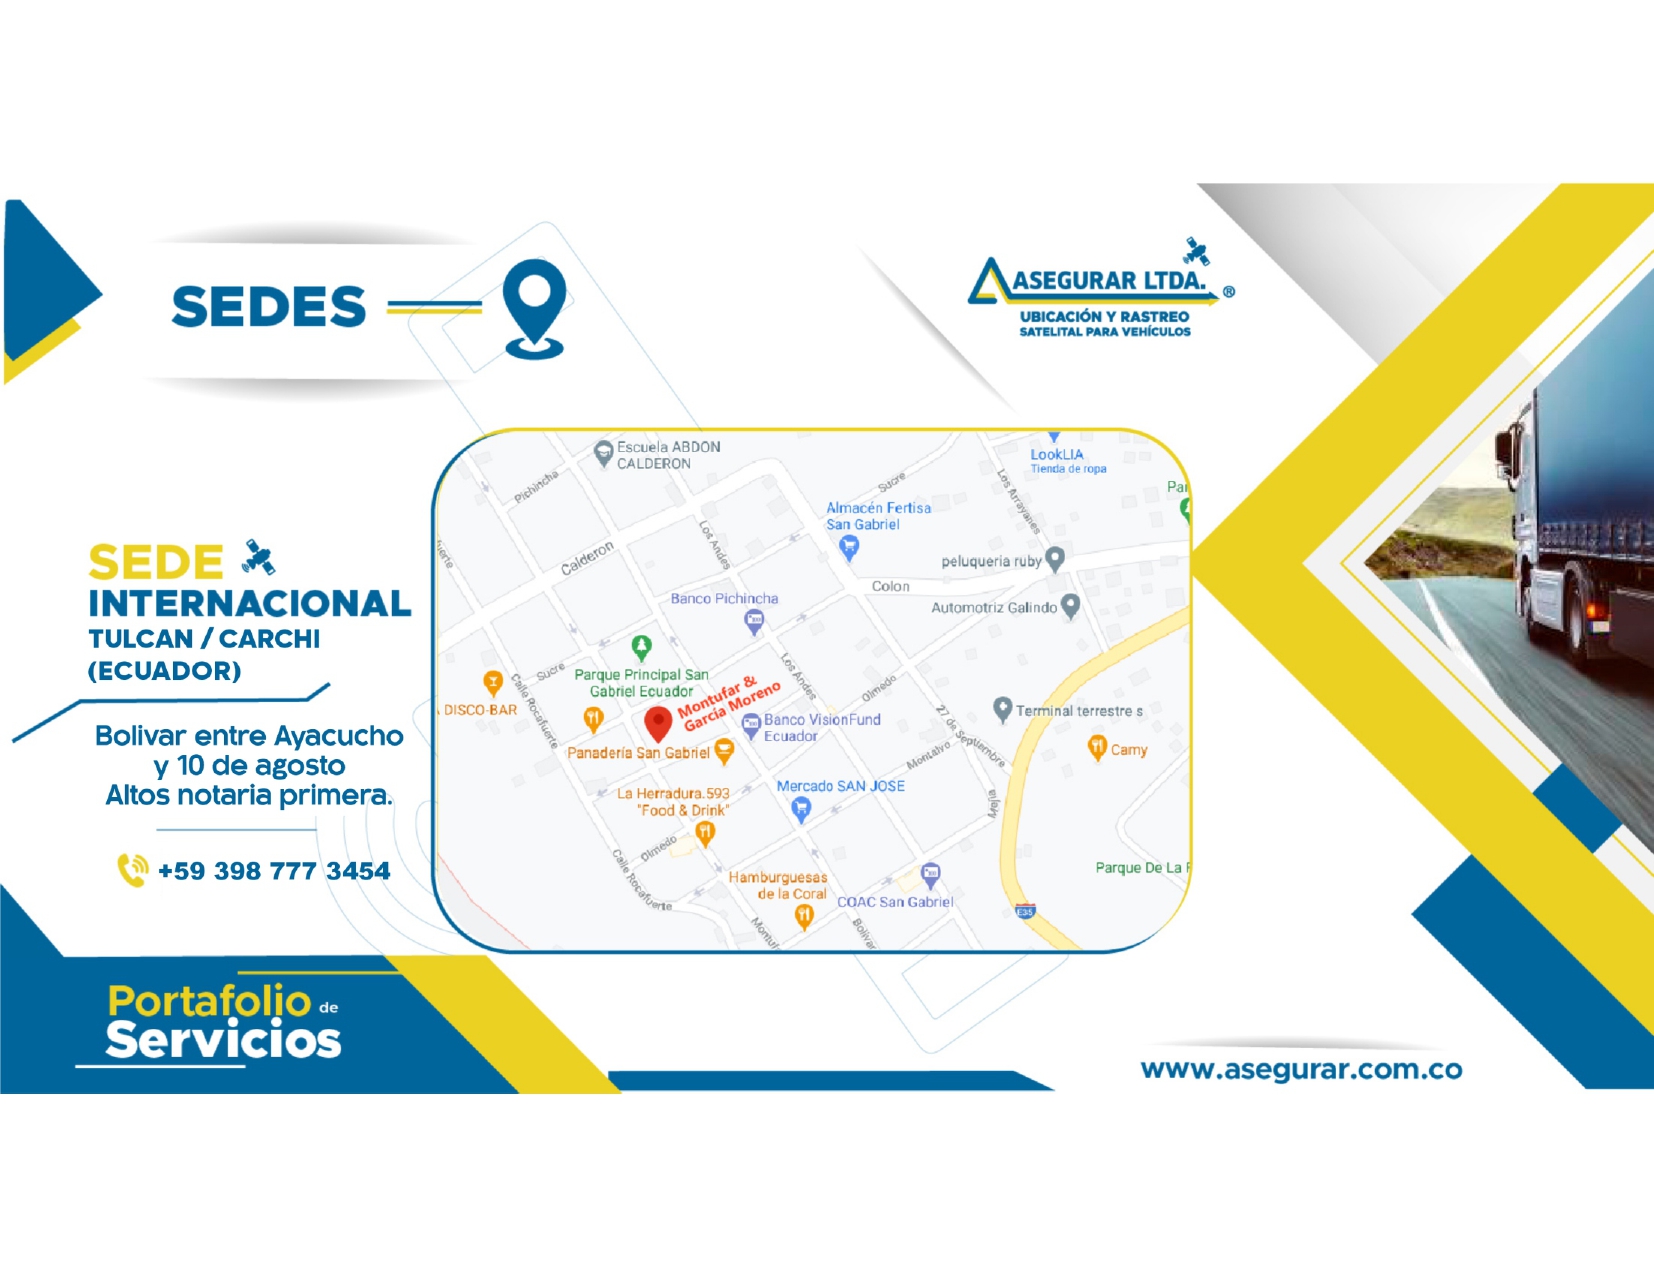 SEDES
ASEGURAR LTDA.
®
UBICACIÓN Y RASTREO
SATELITAL PARA VEHÍCULOS
SEDE
INTERNACIONAL
TULCAN / CARCHI
(ECUADOR)
Bolivar entre Ayacucho
y 10 de agosto
Altos notaria primera.
+59 398 777 3454
Escuela ABDON
CALDERON
LookLIA
Tienda de ropa
Pichincha
Sucre
Los Arrayanes
Par
Almacén Fertisa
San Gabriel
Los Andes
Calderon
peluqueria ruby
Colon
Banco Pichincha
Automotriz Galindo
Parque Principal San
Gabriel Ecuador
Sucre
Los Andes
Olmedo
DISCO-BAR
Calle Rocafuerte
Montufar &
García Moreno
Banco VisionFund
Ecuador
27 de Septiembre
Terminal terrestre s
Panadería San Gabriel
Montalvo
Camy
La Herradura.593
"Food & Drink"
Mercado SAN JOSE
Mejia
Olmedo
Calle Rocafuerte
Hamburguesas
de la Coral
COAC San Gabriel
Parque De La F
E35
Montuf
Bolivar
Portafolio de
Servicios
www.asegurar.com.co